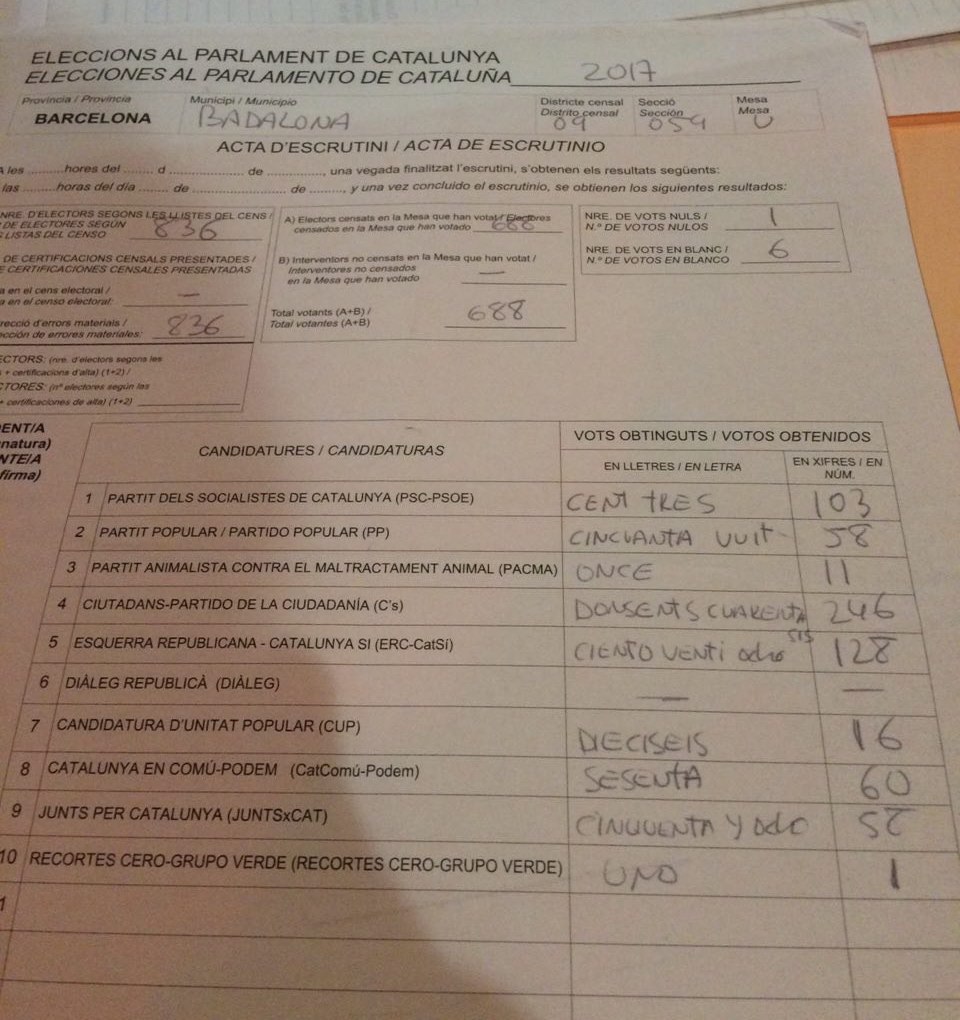 ELECCIONS AL PARLAMENT DE CATALUNYA
ELECCIONES AL PARLAMENTO DE CATALUÑA 2017
Província / Provincia
BARCELONA
Municipi / Municipio
BADALONA
Districte censal
Distrito censal
09
Secció
Sección
059
Mesa
Mesa
U
ACTA D'ESCRUTINI / ACTA DE ESCRUTINIO
A les ..........hores del ....... d ...................... de .............., una vegada finalitzat l'escrutini, s'obtenen els resultats següents:
las .........horas del día ........ de ........................... de ..........., y una vez concluido el escrutinio, se obtienen los siguientes resultados:
NRE. D'ELECTORS SEGONS LES LLISTES DEL CENS /
DE ELECTORES SEGÚN
LISTAS DEL CENSO 836
DE CERTIFICACIONS CENSALS PRESENTADES /
E CERTIFICACIONES CENSALES PRESENTADAS
a en el cens electoral /
a en el censo electoral: —
recció d'errors materials /
cción de errores materiales: 836
ECTORS: (nre. d'electors segons les
+ certificacions d'alta) (1+2) /
CTORES: (nº electores según las
+ certificaciones de alta) (1+2)
A) Electors censats en la Mesa que han votat / Electores
censados en la Mesa que han votado 688
B) Interventors no censats en la Mesa que han votat /
Interventores no censados
en la Mesa que han votado —
Total votants (A+B) /
Total votantes (A+B) 688
NRE. DE VOTS NULS /
N.º DE VOTOS NULOS 1
NRE. DE VOTS EN BLANC /
N.º DE VOTOS EN BLANCO 6
ENT/A
natura)
NTE/A
firma)
CANDIDATURES / CANDIDATURAS
VOTS OBTINGUTS / VOTOS OBTENIDOS
EN LLETRES / EN LETRA
EN XIFRES / EN
NÚM.
1 PARTIT DELS SOCIALISTES DE CATALUNYA (PSC-PSOE) CENT TRES 103
2 PARTIT POPULAR / PARTIDO POPULAR (PP) CINCUANTA VUIT 58
3 PARTIT ANIMALISTA CONTRA EL MALTRACTAMENT ANIMAL (PACMA) ONCE 11
4 CIUTADANS-PARTIDO DE LA CIUDADANÍA (C's) DONSENTS CUARENTA SIS 246
5 ESQUERRA REPUBLICANA - CATALUNYA SI (ERC-CatSí) CIENTO VENTI ocho 128
6 DIÀLEG REPUBLICÀ (DIÀLEG) — —
7 CANDIDATURA D'UNITAT POPULAR (CUP) DIECISEIS 16
8 CATALUNYA EN COMÚ-PODEM (CatComú-Podem) SESENTA 60
9 JUNTS PER CATALUNYA (JUNTSxCAT) CINQUENTA Y ocho 58
10 RECORTES CERO-GRUPO VERDE (RECORTES CERO-GRUPO VERDE) UNO 1
1